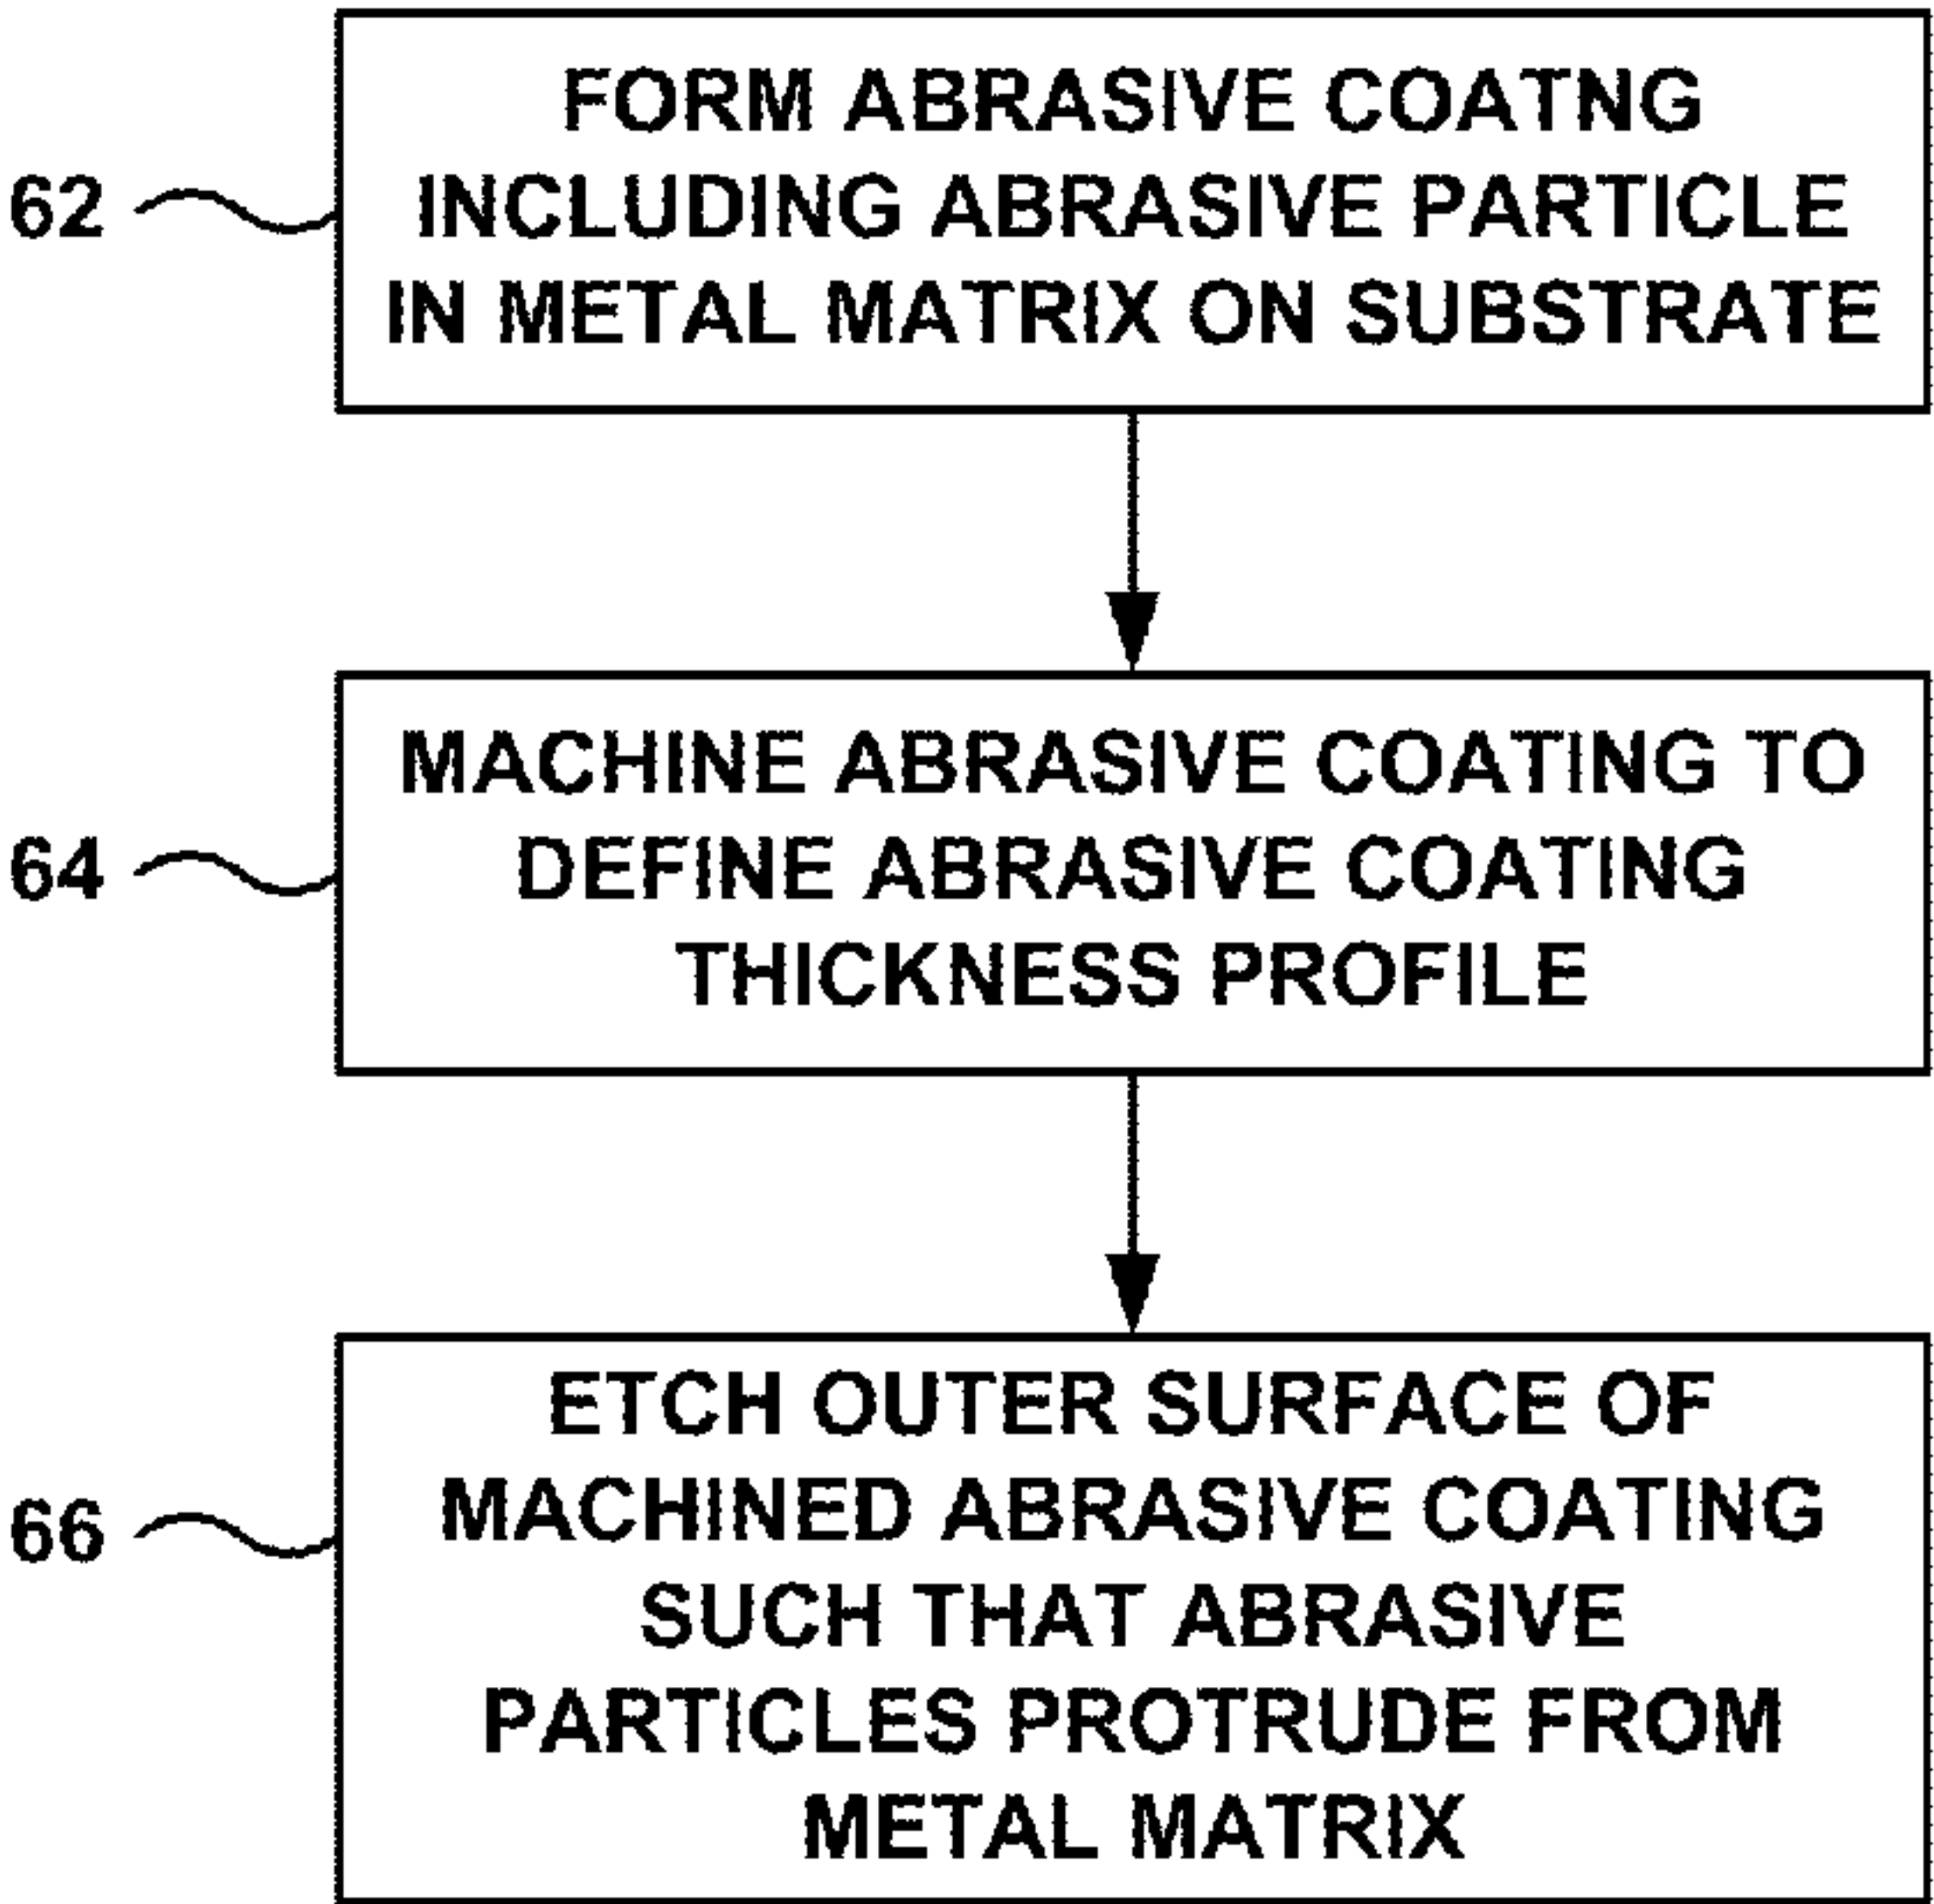 FORM ABRASIVE COATNG
62 INCLUDING ABRASIVE PARTICLE
IN METAL MATRIX ON SUBSTRATE
MACHINE ABRASIVE COATING TO
64 DEFINE ABRASIVE COATING
THICKNESS PROFILE
ETCH OUTER SURFACE OF
66 MACHINED ABRASIVE COATING
SUCH THAT ABRASIVE
PARTICLES PROTRUDE FROM
METAL MATRIX